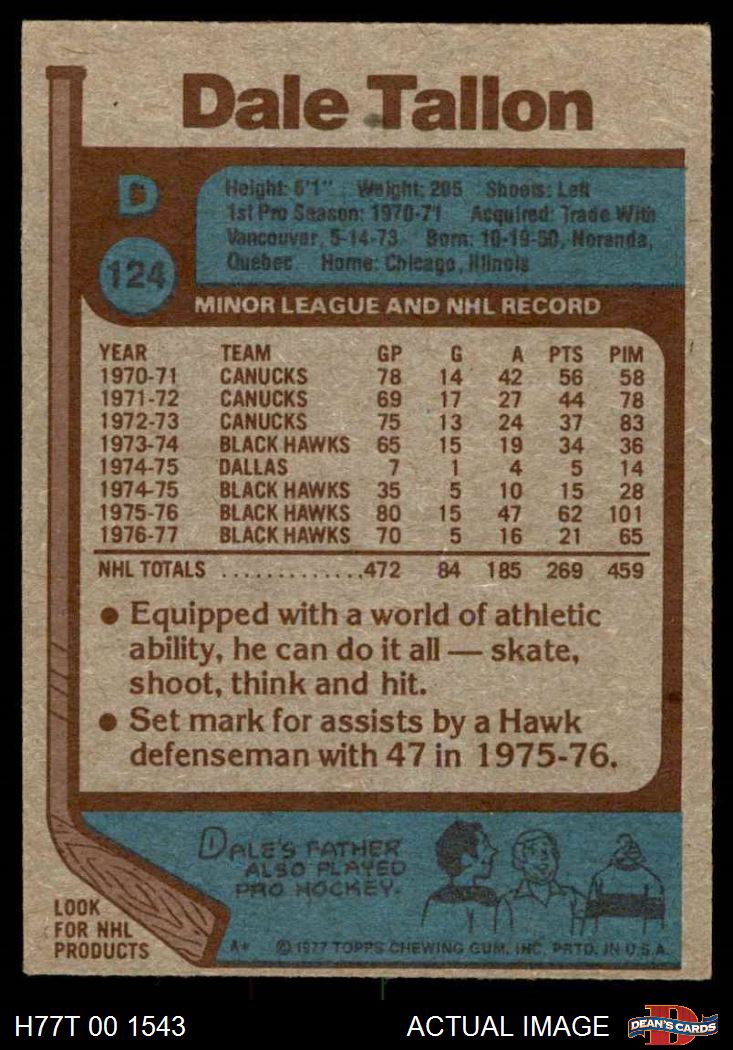 Dale Tallon
D
124
Height: 6'1" Weight: 205 Shoots: Left
1st Pro Season: 1970-71 Acquired: Trade With
Vancouver, 5-14-73 Born: 10-19-50, Noranda,
Quebec Home: Chicago, Illinois
MINOR LEAGUE AND NHL RECORD
YEAR TEAM GP G A PTS PIM
1970-71 CANUCKS 78 14 42 56 58
1971-72 CANUCKS 69 17 27 44 78
1972-73 CANUCKS 75 13 24 37 83
1973-74 BLACK HAWKS 65 15 19 34 36
1974-75 DALLAS 7 1 4 5 14
1974-75 BLACK HAWKS 35 5 10 15 28
1975-76 BLACK HAWKS 80 15 47 62 101
1976-77 BLACK HAWKS 70 5 16 21 65
NHL TOTALS .............472 84 185 269 459
● Equipped with a world of athletic
ability, he can do it all — skate,
shoot, think and hit.
● Set mark for assists by a Hawk
defenseman with 47 in 1975-76.
DALE'S FATHER
ALSO PLAYED
PRO HOCKEY.
LOOK
FOR NHL
PRODUCTS
A* © 1977 TOPPS CHEWING GUM, INC. PRTD. IN U.S.A.
H77T 00 1543
ACTUAL IMAGE
D
DEAN'S CARDS